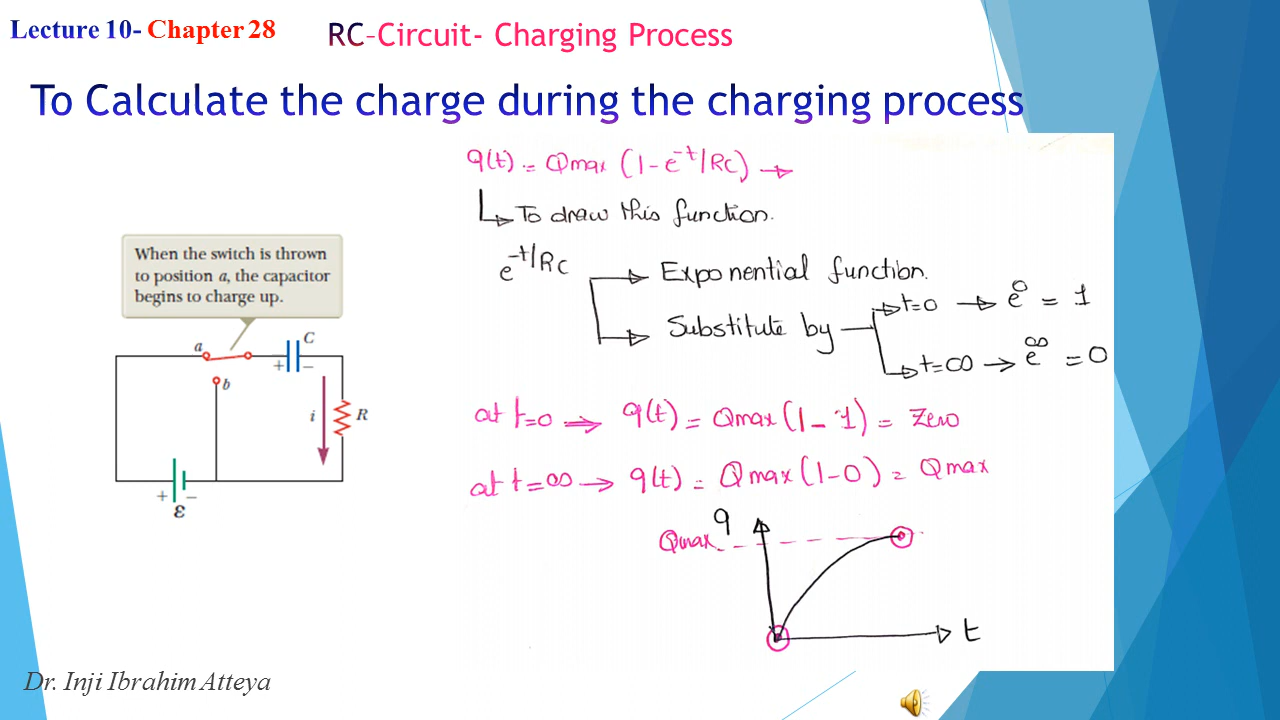 Lecture 10- Chapter 28
RC–Circuit- Charging Process
To Calculate the charge during the charging process
q(t) = Qmax (1 - e^-t/RC) →
↳ To draw this function.
e^-t/RC
→ Exponential function.
→ Substitute by
→ t=0 → e^0 = 1
→ t=∞ → e^∞ = 0
at t=0 ⇒ q(t) = Qmax (1 - 1) = Zero
at t=∞ → q(t) = Qmax (1-0) = Qmax
When the switch is thrown
to position a, the capacitor
begins to charge up.
a
C
+ −
b
i
R
+ −
ε
q
Qmax
t
Dr. Inji Ibrahim Atteya